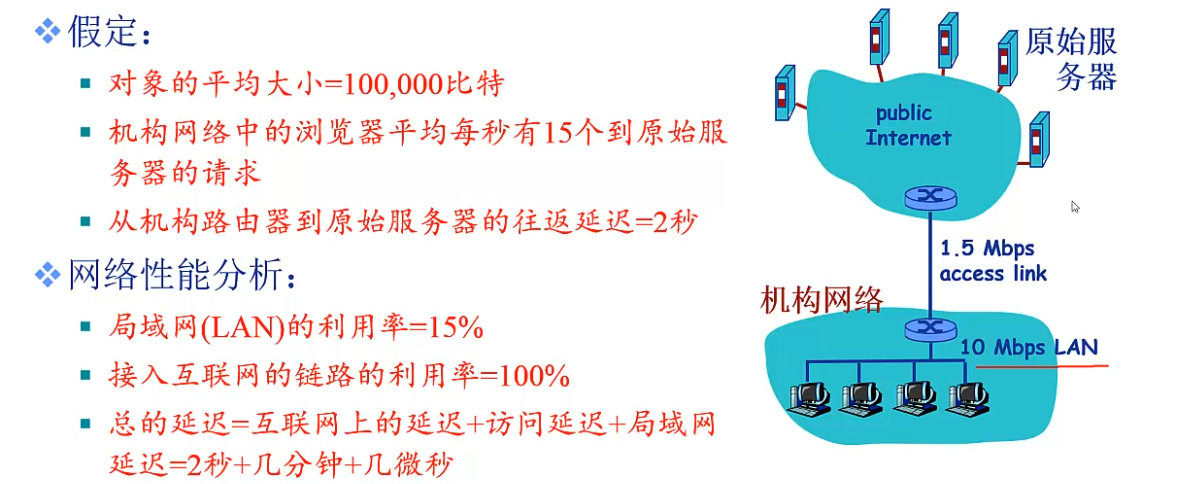 假定：
对象的平均大小=100,000比特
机构网络中的浏览器平均每秒有15个到原始服
务器的请求
从机构路由器到原始服务器的往返延迟=2秒
网络性能分析：
局域网(LAN)的利用率=15%
接入互联网的链路的利用率=100%
总的延迟=互联网上的延迟+访问延迟+局域网
延迟=2秒+几分钟+几微秒
原始服
务器
public
Internet
1.5 Mbps
access link
机构网络
10 Mbps LAN